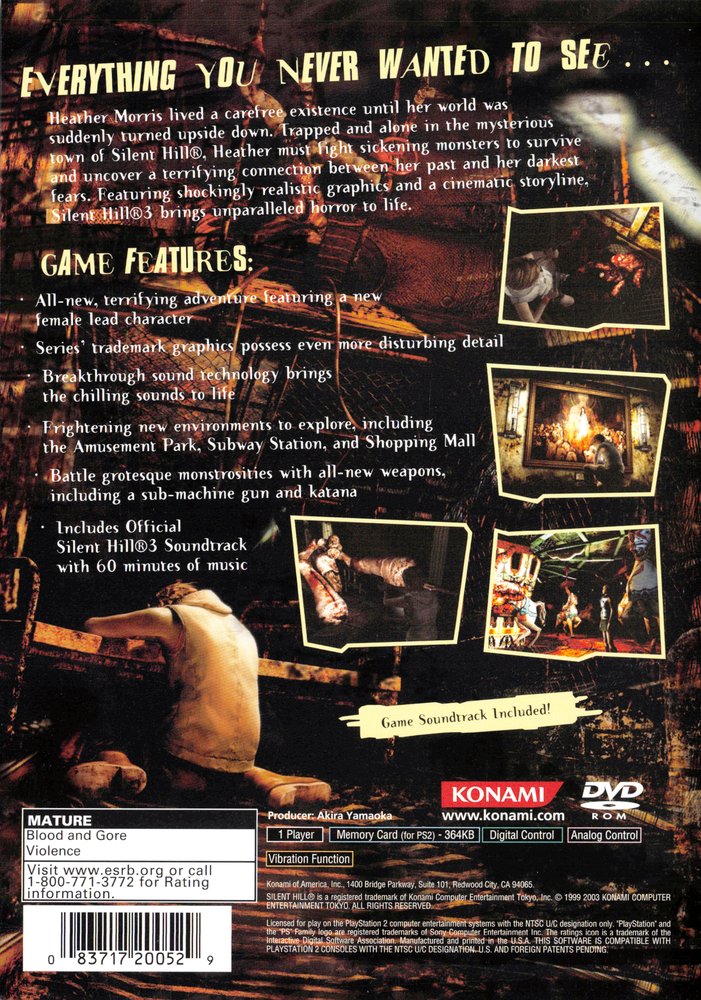 EVERYTHING YOU NEVER WANTED TO SEE . . .
Heather Morris lived a carefree existence until her world was
suddenly turned upside down. Trapped and alone in the mysterious
town of Silent Hill®, Heather must fight sickening monsters to survive
and uncover a terrifying connection between her past and her darkest
fears. Featuring shockingly realistic graphics and a cinematic storyline,
Silent Hill®3 brings unparalleled horror to life.
GAME FEATURES:
· All-new, terrifying adventure featuring a new
female lead character
· Series' trademark graphics possess even more disturbing detail
· Breakthrough sound technology brings
the chilling sounds to life
· Frightening new environments to explore, including
the Amusement Park, Subway Station, and Shopping Mall
· Battle grotesque monstrosities with all-new weapons,
including a sub-machine gun and katana
· Includes Official
Silent Hill®3 Soundtrack
with 60 minutes of music
Game Soundtrack Included!
KONAMI
www.konami.com
DVD
ROM
MATURE
Blood and Gore
Violence
Visit www.esrb.org or call
1-800-771-3772 for Rating
information.
Producer: Akira Yamaoka
1 Player
Memory Card (for PS2) - 364KB
Digital Control
Analog Control
Vibration Function
Konami of America, Inc., 1400 Bridge Parkway, Suite 101, Redwood City, CA 94065.
SILENT HILL® is a registered trademark of Konami Computer Entertainment Tokyo, Inc. © 1999 2003 KONAMI COMPUTER
ENTERTAINMENT TOKYO. ALL RIGHTS RESERVED.
Licensed for play on the PlayStation 2 computer entertainment systems with the NTSC U/C designation only. "PlayStation" and
the "PS" Family logo are registered trademarks of Sony Computer Entertainment Inc. The ratings icon is a trademark of the
Interactive Digital Software Association. Manufactured and printed in the U.S.A. THIS SOFTWARE IS COMPATIBLE WITH
PLAYSTATION 2 CONSOLES WITH THE NTSC U/C DESIGNATION. U.S. AND FOREIGN PATENTS PENDING.
0 83717 20052 9